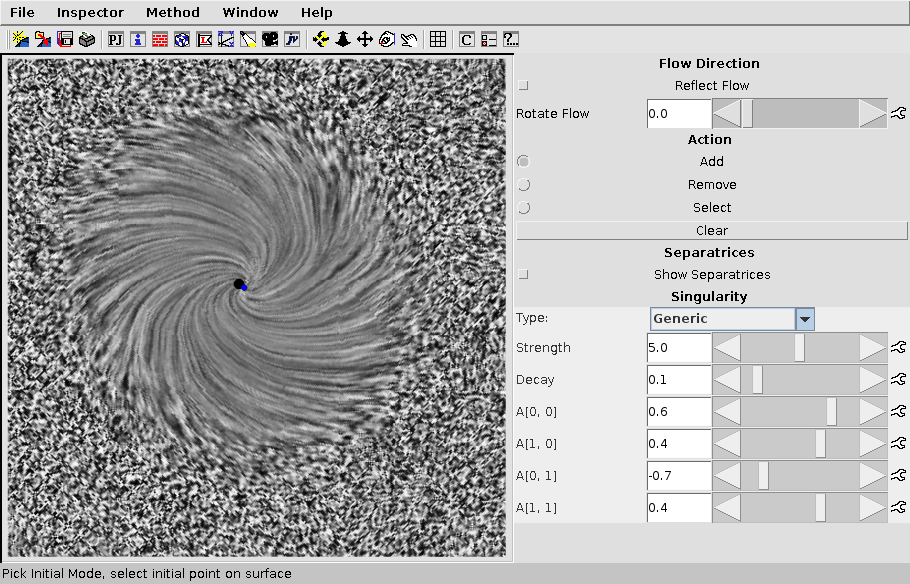 File Inspector Method Window Help
PJ i jv C ?...
Flow Direction
Reflect Flow
Rotate Flow 0.0
Action
Add
Remove
Select
Clear
Separatrices
Show Separatrices
Singularity
Type: Generic
Strength 5.0
Decay 0.1
A[0, 0] 0.6
A[1, 0] 0.4
A[0, 1] -0.7
A[1, 1] 0.4
Pick Initial Mode, select initial point on surface